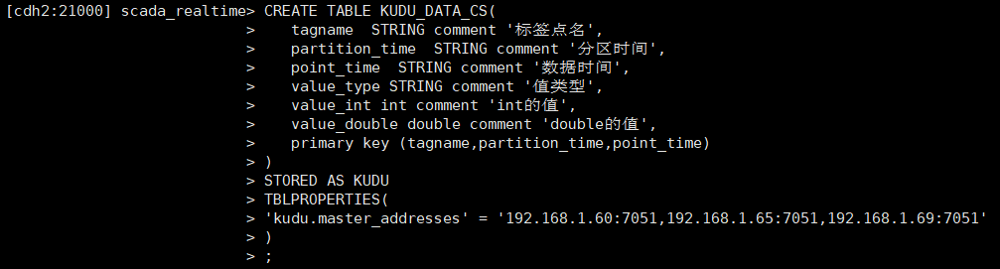 [cdh2:21000] scada_realtime> CREATE TABLE KUDU_DATA_CS(
> tagname STRING comment '标签点名',
> partition_time STRING comment '分区时间',
> point_time STRING comment '数据时间',
> value_type STRING comment '值类型',
> value_int int comment 'int的值',
> value_double double comment 'double的值',
> primary key (tagname,partition_time,point_time)
> )
> STORED AS KUDU
> TBLPROPERTIES(
> 'kudu.master_addresses' = '192.168.1.60:7051,192.168.1.65:7051,192.168.1.69:7051'
> )
> ;